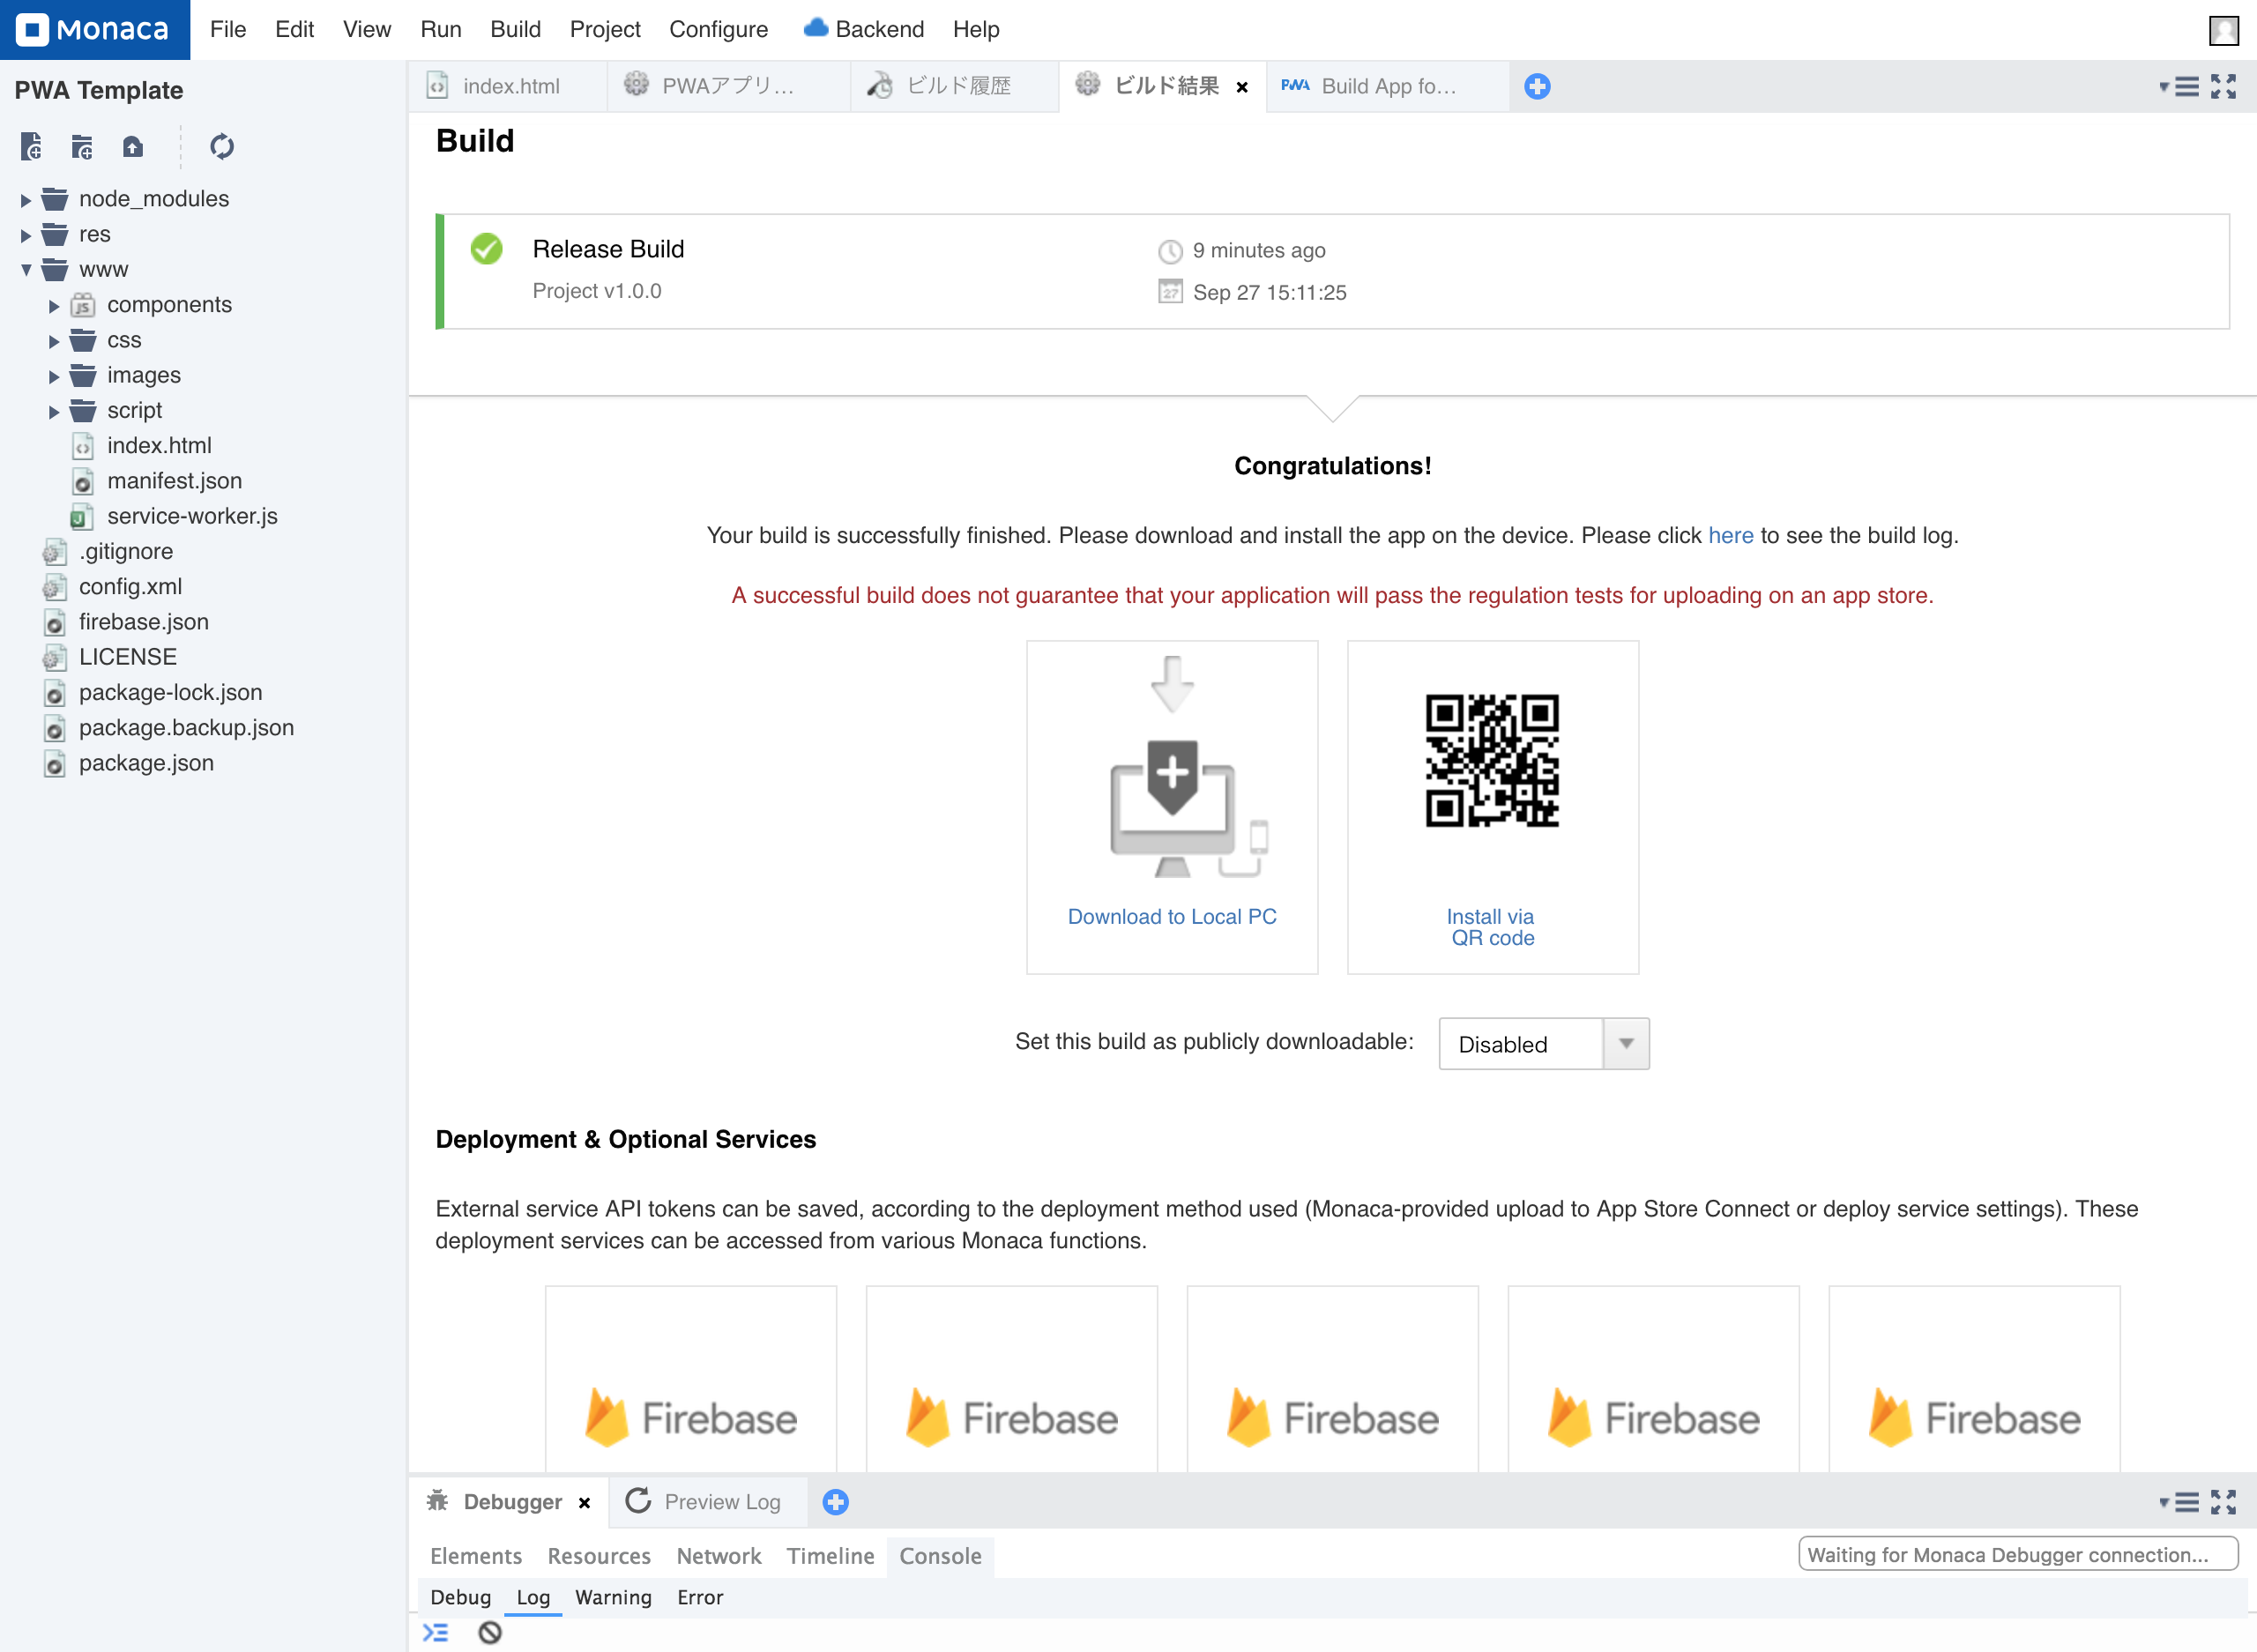 Monaca File Edit View Run Build Project Configure Backend Help
PWA Template
node_modules
res
www
components
css
images
script
index.html
manifest.json
service-worker.js
.gitignore
config.xml
firebase.json
LICENSE
package-lock.json
package.backup.json
package.json
index.html PWAアプリ... ビルド履歴 ビルド結果 PWA Build App fo...
Build
Release Build
Project v1.0.0
9 minutes ago
27 Sep 27 15:11:25
Congratulations!
Your build is successfully finished. Please download and install the app on the device. Please click here to see the build log.
A successful build does not guarantee that your application will pass the regulation tests for uploading on an app store.
Download to Local PC
Install via
QR code
Set this build as publicly downloadable: Disabled
Deployment & Optional Services
External service API tokens can be saved, according to the deployment method used (Monaca-provided upload to App Store Connect or deploy service settings). These
deployment services can be accessed from various Monaca functions.
Firebase Firebase Firebase Firebase Firebase
Debugger Preview Log
Elements Resources Network Timeline Console Waiting for Monaca Debugger connection...
Debug Log Warning Error